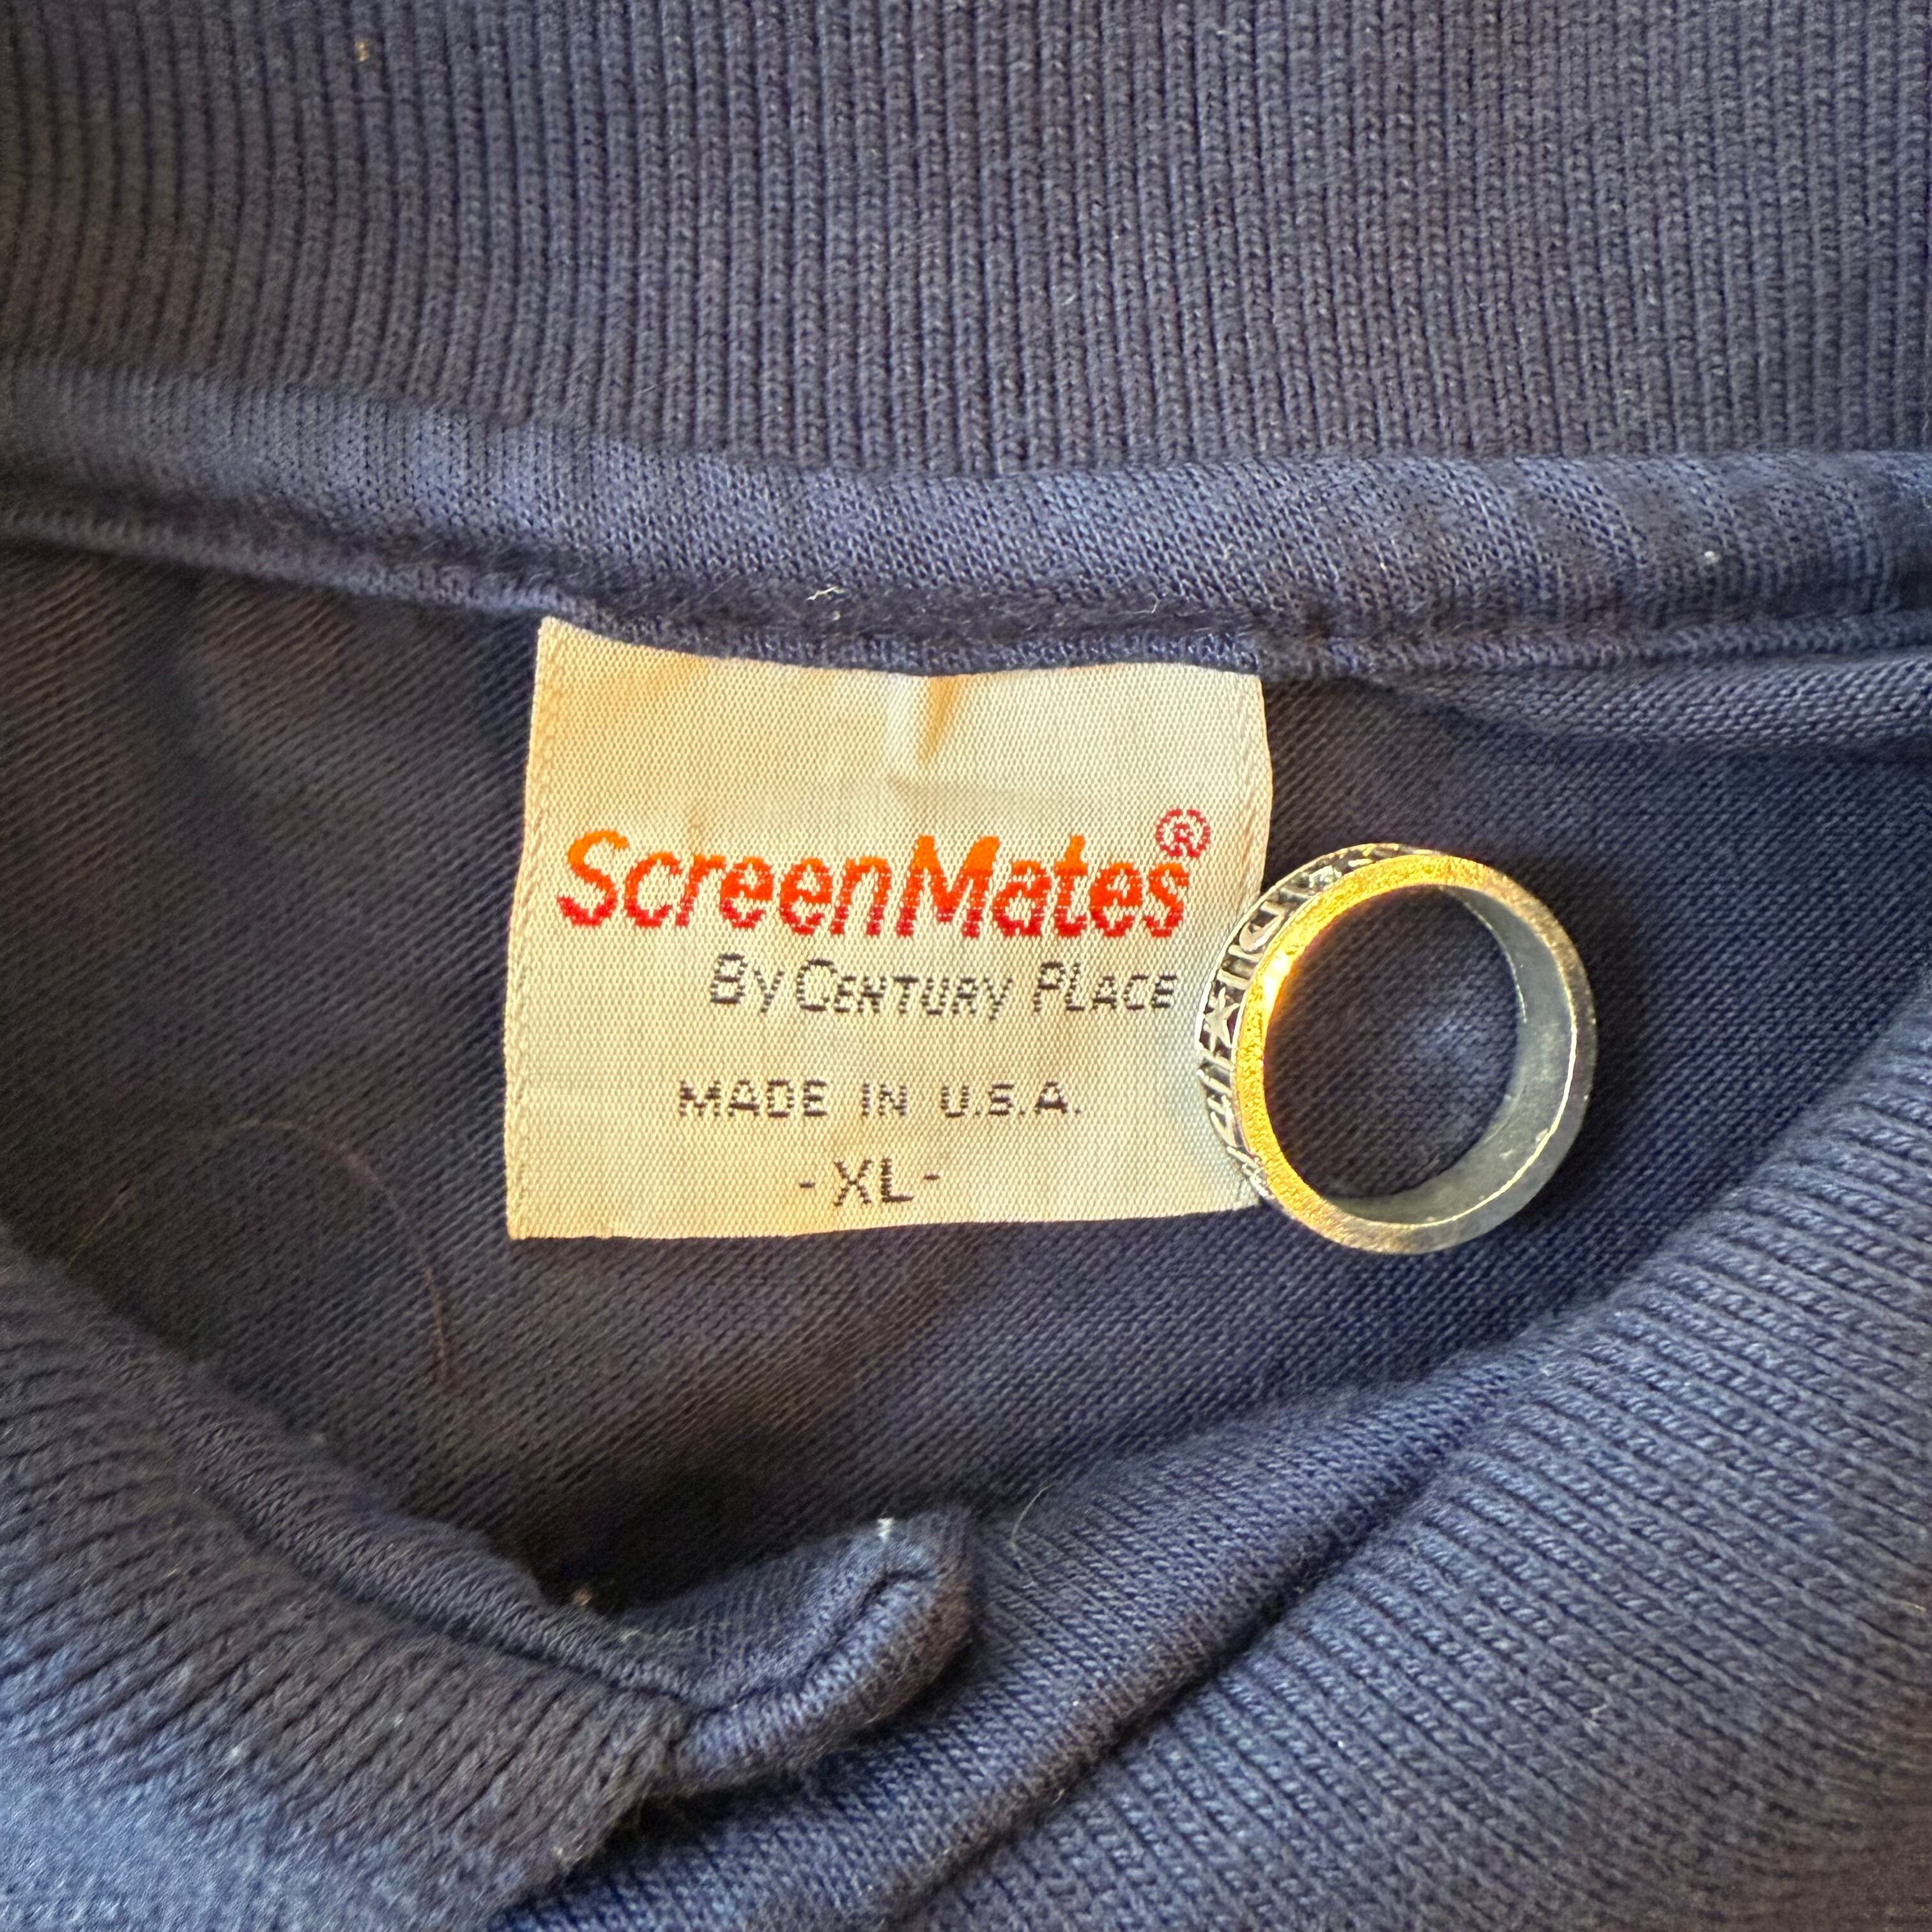 ScreenMates®
By Century Place
MADE IN U.S.A.
-XL-